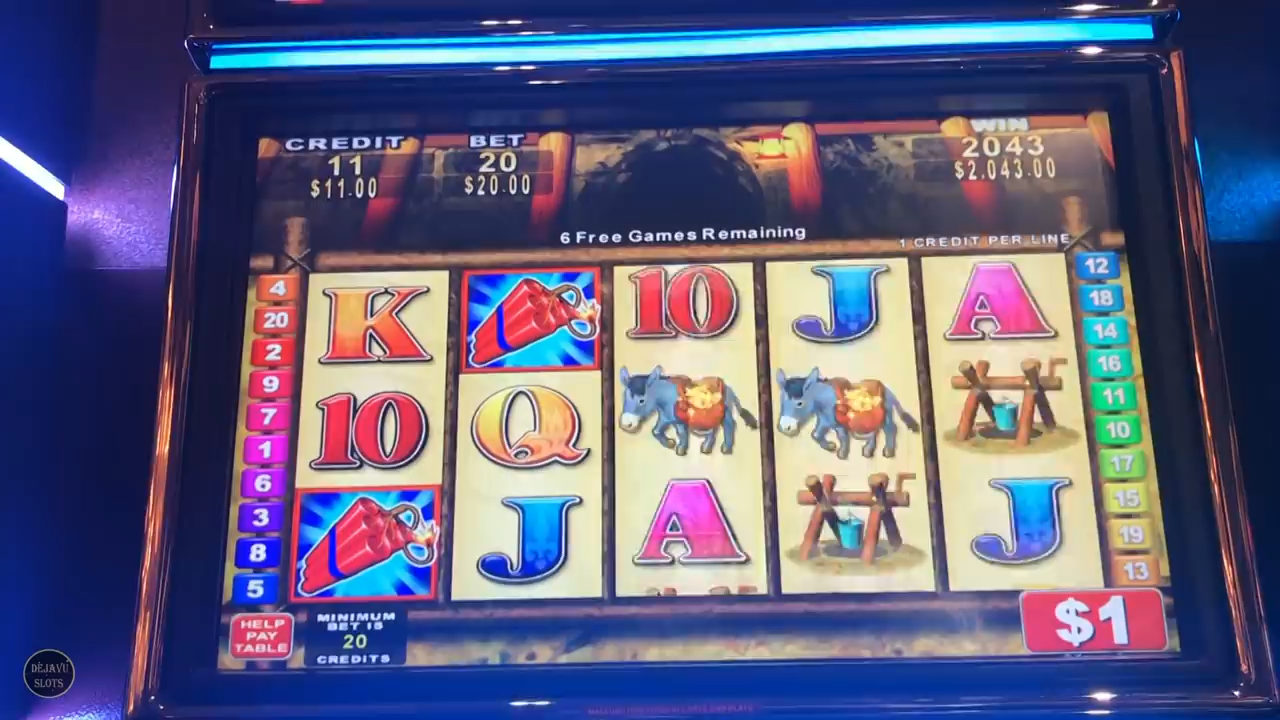 CREDIT
11
$11.00
BET
20
$20.00
WIN
2043
$2,043.00
6 Free Games Remaining
1 CREDIT PER LINE
4
20
2
9
7
1
6
3
8
5
K
10
Q
J
10
A
J
A
J
12
18
14
16
11
10
17
15
19
13
HELP
PAY
TABLE
MINIMUM
BET IS
20
CREDITS
$1
DEJAVU
SLOTS